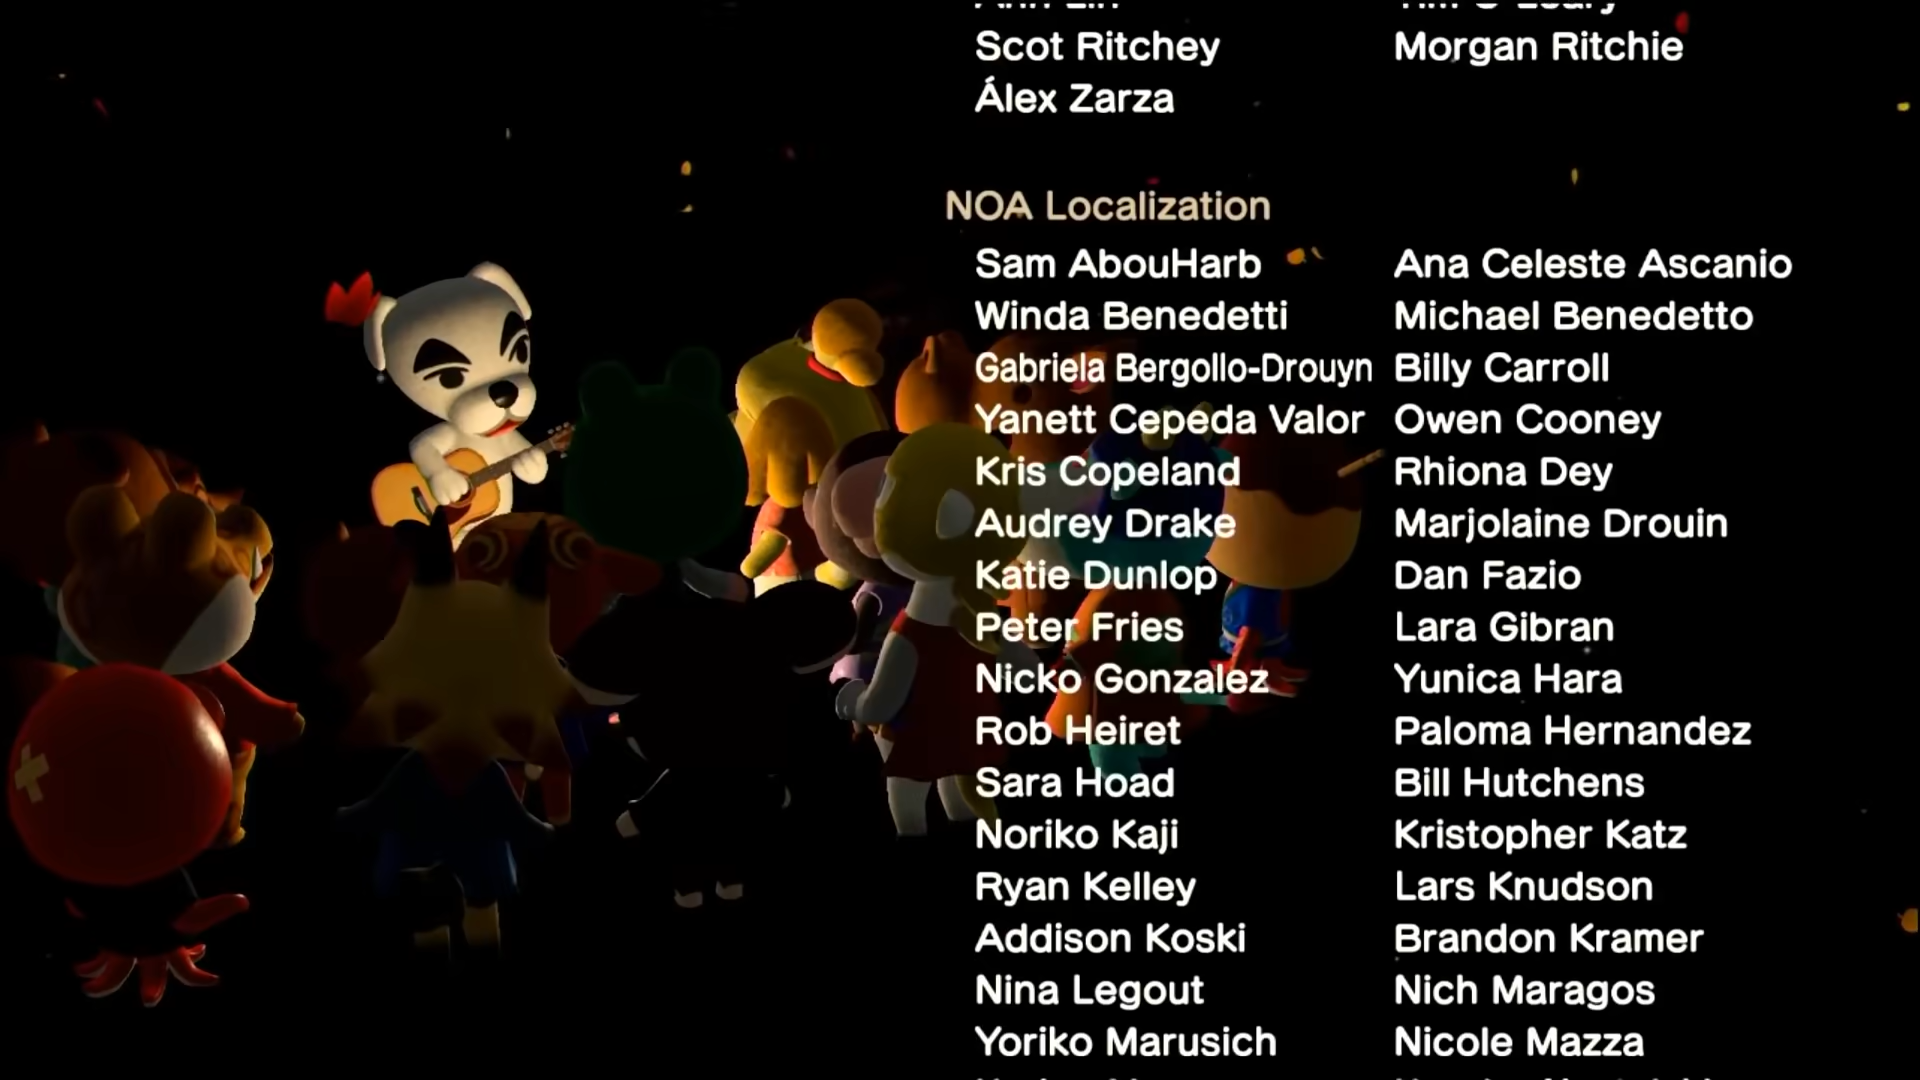 Scot Ritchey Morgan Ritchie
Álex Zarza
NOA Localization
Sam AbouHarb Ana Celeste Ascanio
Winda Benedetti Michael Benedetto
Gabriela Bergollo-Drouyn Billy Carroll
Yanett Cepeda Valor Owen Cooney
Kris Copeland Rhiona Dey
Audrey Drake Marjolaine Drouin
Katie Dunlop Dan Fazio
Peter Fries Lara Gibran
Nicko Gonzalez Yunica Hara
Rob Heiret Paloma Hernandez
Sara Hoad Bill Hutchens
Noriko Kaji Kristopher Katz
Ryan Kelley Lars Knudson
Addison Koski Brandon Kramer
Nina Legout Nich Maragos
Yoriko Marusich Nicole Mazza